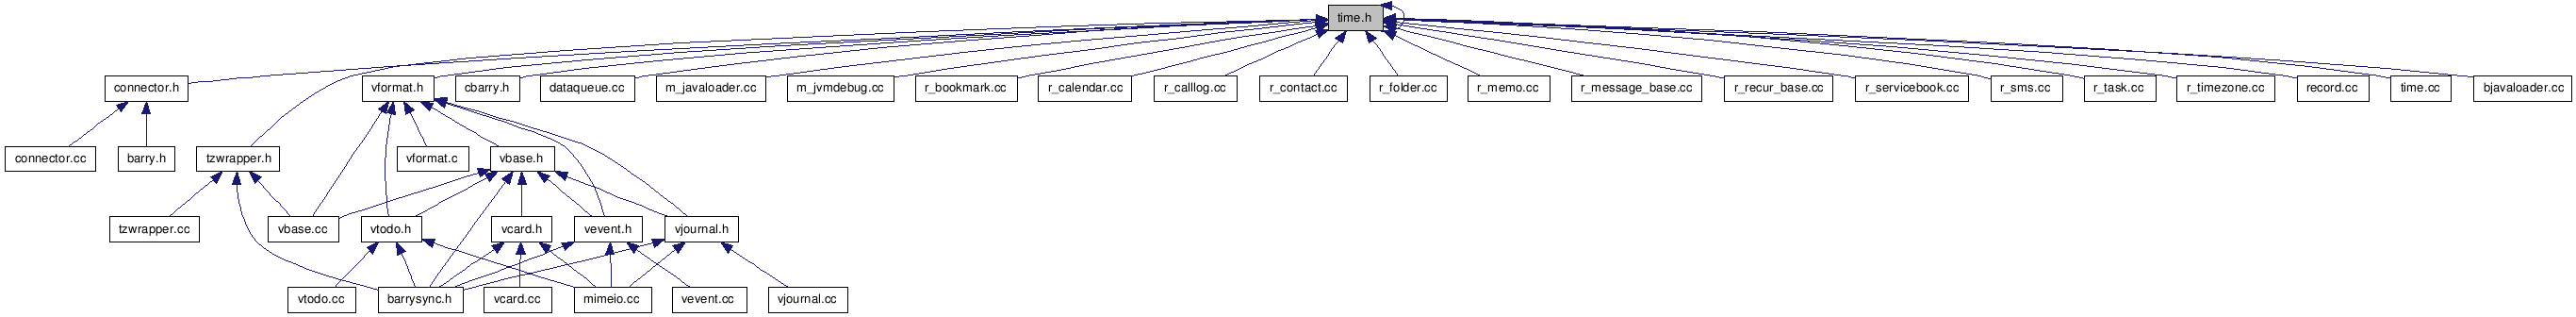 time.h
connector.h
vformat.h
cbarry.h
dataqueue.cc
m_javaloader.cc
m_jvmdebug.cc
r_bookmark.cc
r_calendar.cc
r_calllog.cc
r_contact.cc
r_folder.cc
r_memo.cc
r_message_base.cc
r_recur_base.cc
r_servicebook.cc
r_sms.cc
r_task.cc
r_timezone.cc
record.cc
time.cc
bjavaloader.cc
connector.cc
barry.h
tzwrapper.h
vformat.c
vbase.h
tzwrapper.cc
vbase.cc
vtodo.h
vcard.h
vevent.h
vjournal.h
vtodo.cc
barrysync.h
vcard.cc
mimeio.cc
vevent.cc
vjournal.cc